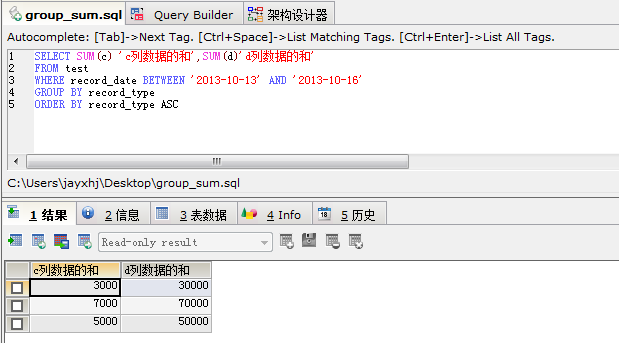 group_sum.sql Query Builder 架构设计器
Autocomplete: [Tab]->Next Tag. [Ctrl+Space]->List Matching Tags. [Ctrl+Enter]->List All Tags.
1 SELECT SUM(c) 'c列数据的和',SUM(d)'d列数据的和'
2 FROM test
3 WHERE record_date BETWEEN '2013-10-13' AND '2013-10-16'
4 GROUP BY record_type
5 ORDER BY record_type ASC
C:\Users\jayxhj\Desktop\group_sum.sql
1 结果 2 信息 3 表数据 4 Info 5 历史
Read-only result
c列数据的和 d列数据的和
3000 30000
7000 70000
5000 50000